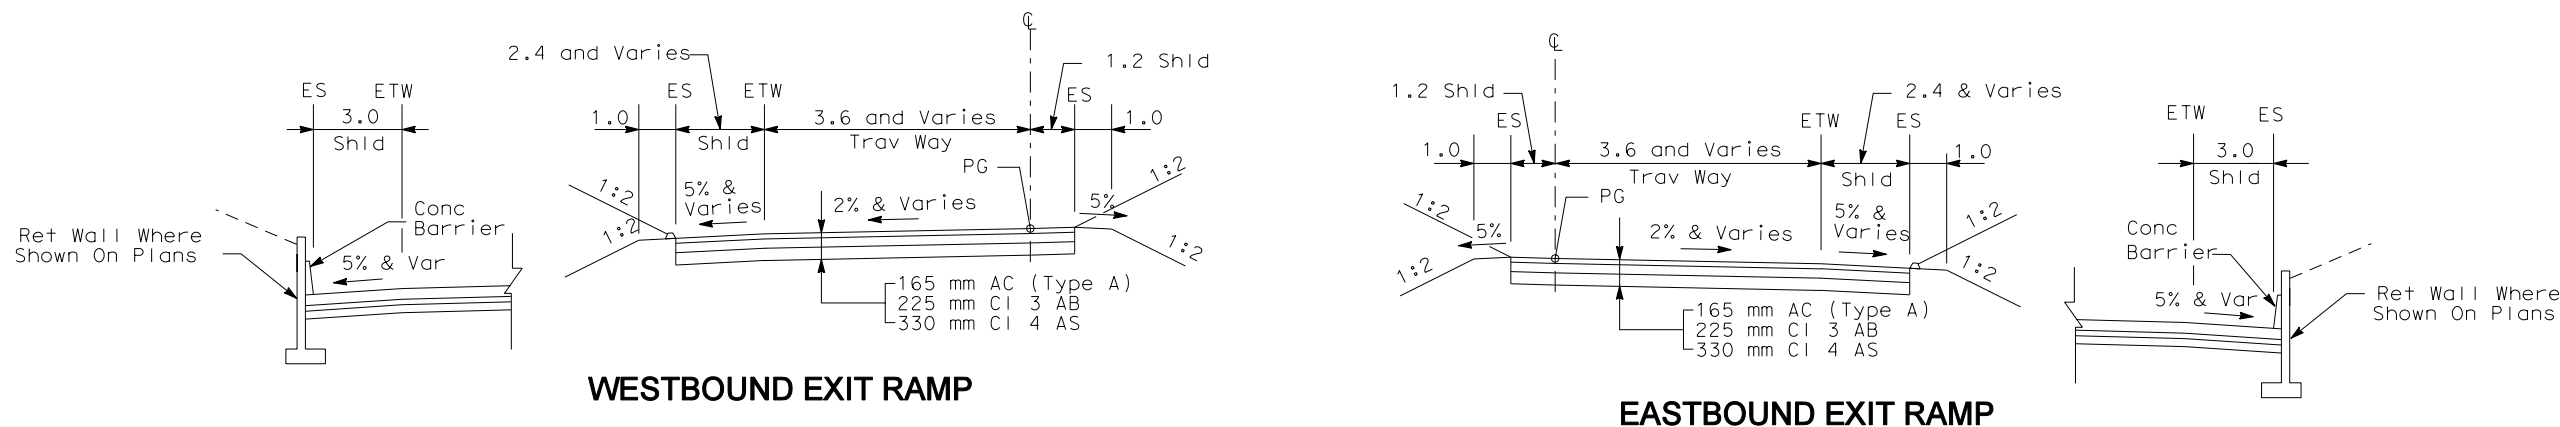 ES ETW
3.0
Shld
Conc
Barrier
Ret Wall Where
Shown On Plans
5% & Var
2.4 and Varies
℄
1.2 Shld
ES ETW ES
1.0 3.6 and Varies 1.0
Shld Trav Way
PG
1:2 5% &
Varies 2% & Varies 5% 1:2
1:2 1:2
165 mm AC (Type A)
225 mm Cl 3 AB
330 mm Cl 4 AS
WESTBOUND EXIT RAMP
℄
1.2 Shld 2.4 & Varies
ES ETW ES
1.0 3.6 and Varies 1.0
Trav Way Shld
PG
1:2 5% 2% & Varies 5% &
Varies 1:2
1:2 1:2
165 mm AC (Type A)
225 mm Cl 3 AB
330 mm Cl 4 AS
EASTBOUND EXIT RAMP
ETW ES
3.0
Shld
Conc
Barrier
5% & Var
Ret Wall Where
Shown On Plans